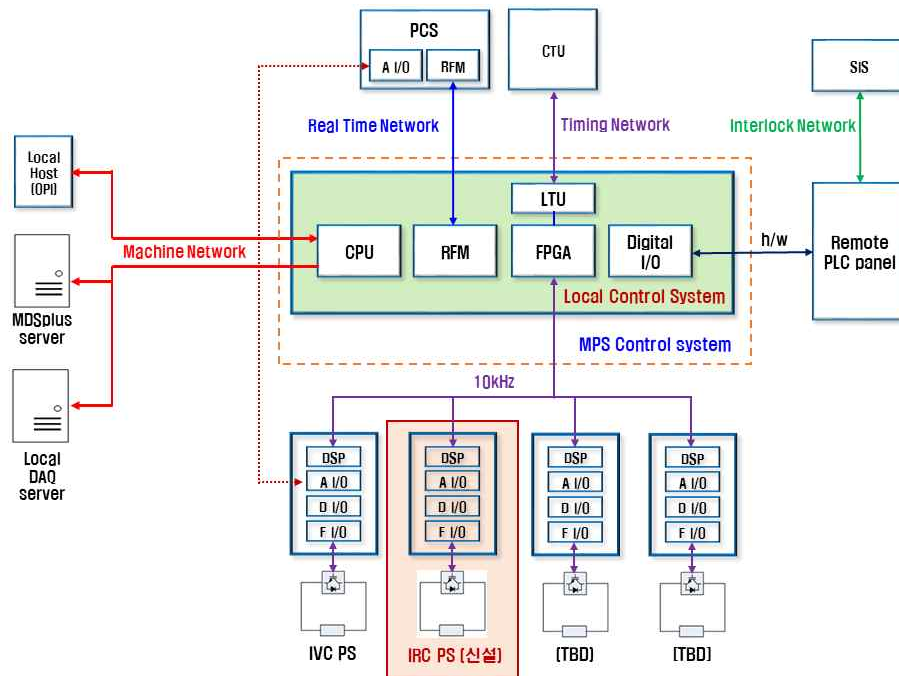 PCS
A I/O
RFM
CTU
SIS
Real Time Network
Timing Network
Interlock Network
Local
Host
(OPI)
LTU
CPU
RFM
FPGA
Digital
I/O
h/w
Remote
PLC panel
Machine Network
Local Control System
MDSplus
server
MPS Control system
10kHz
Local
DAQ
server
DSP
A I/O
D I/O
F I/O
DSP
A I/O
D I/O
F I/O
DSP
A I/O
D I/O
F I/O
DSP
A I/O
D I/O
F I/O
IVC PS
IRC PS (신설)
(TBD)
(TBD)